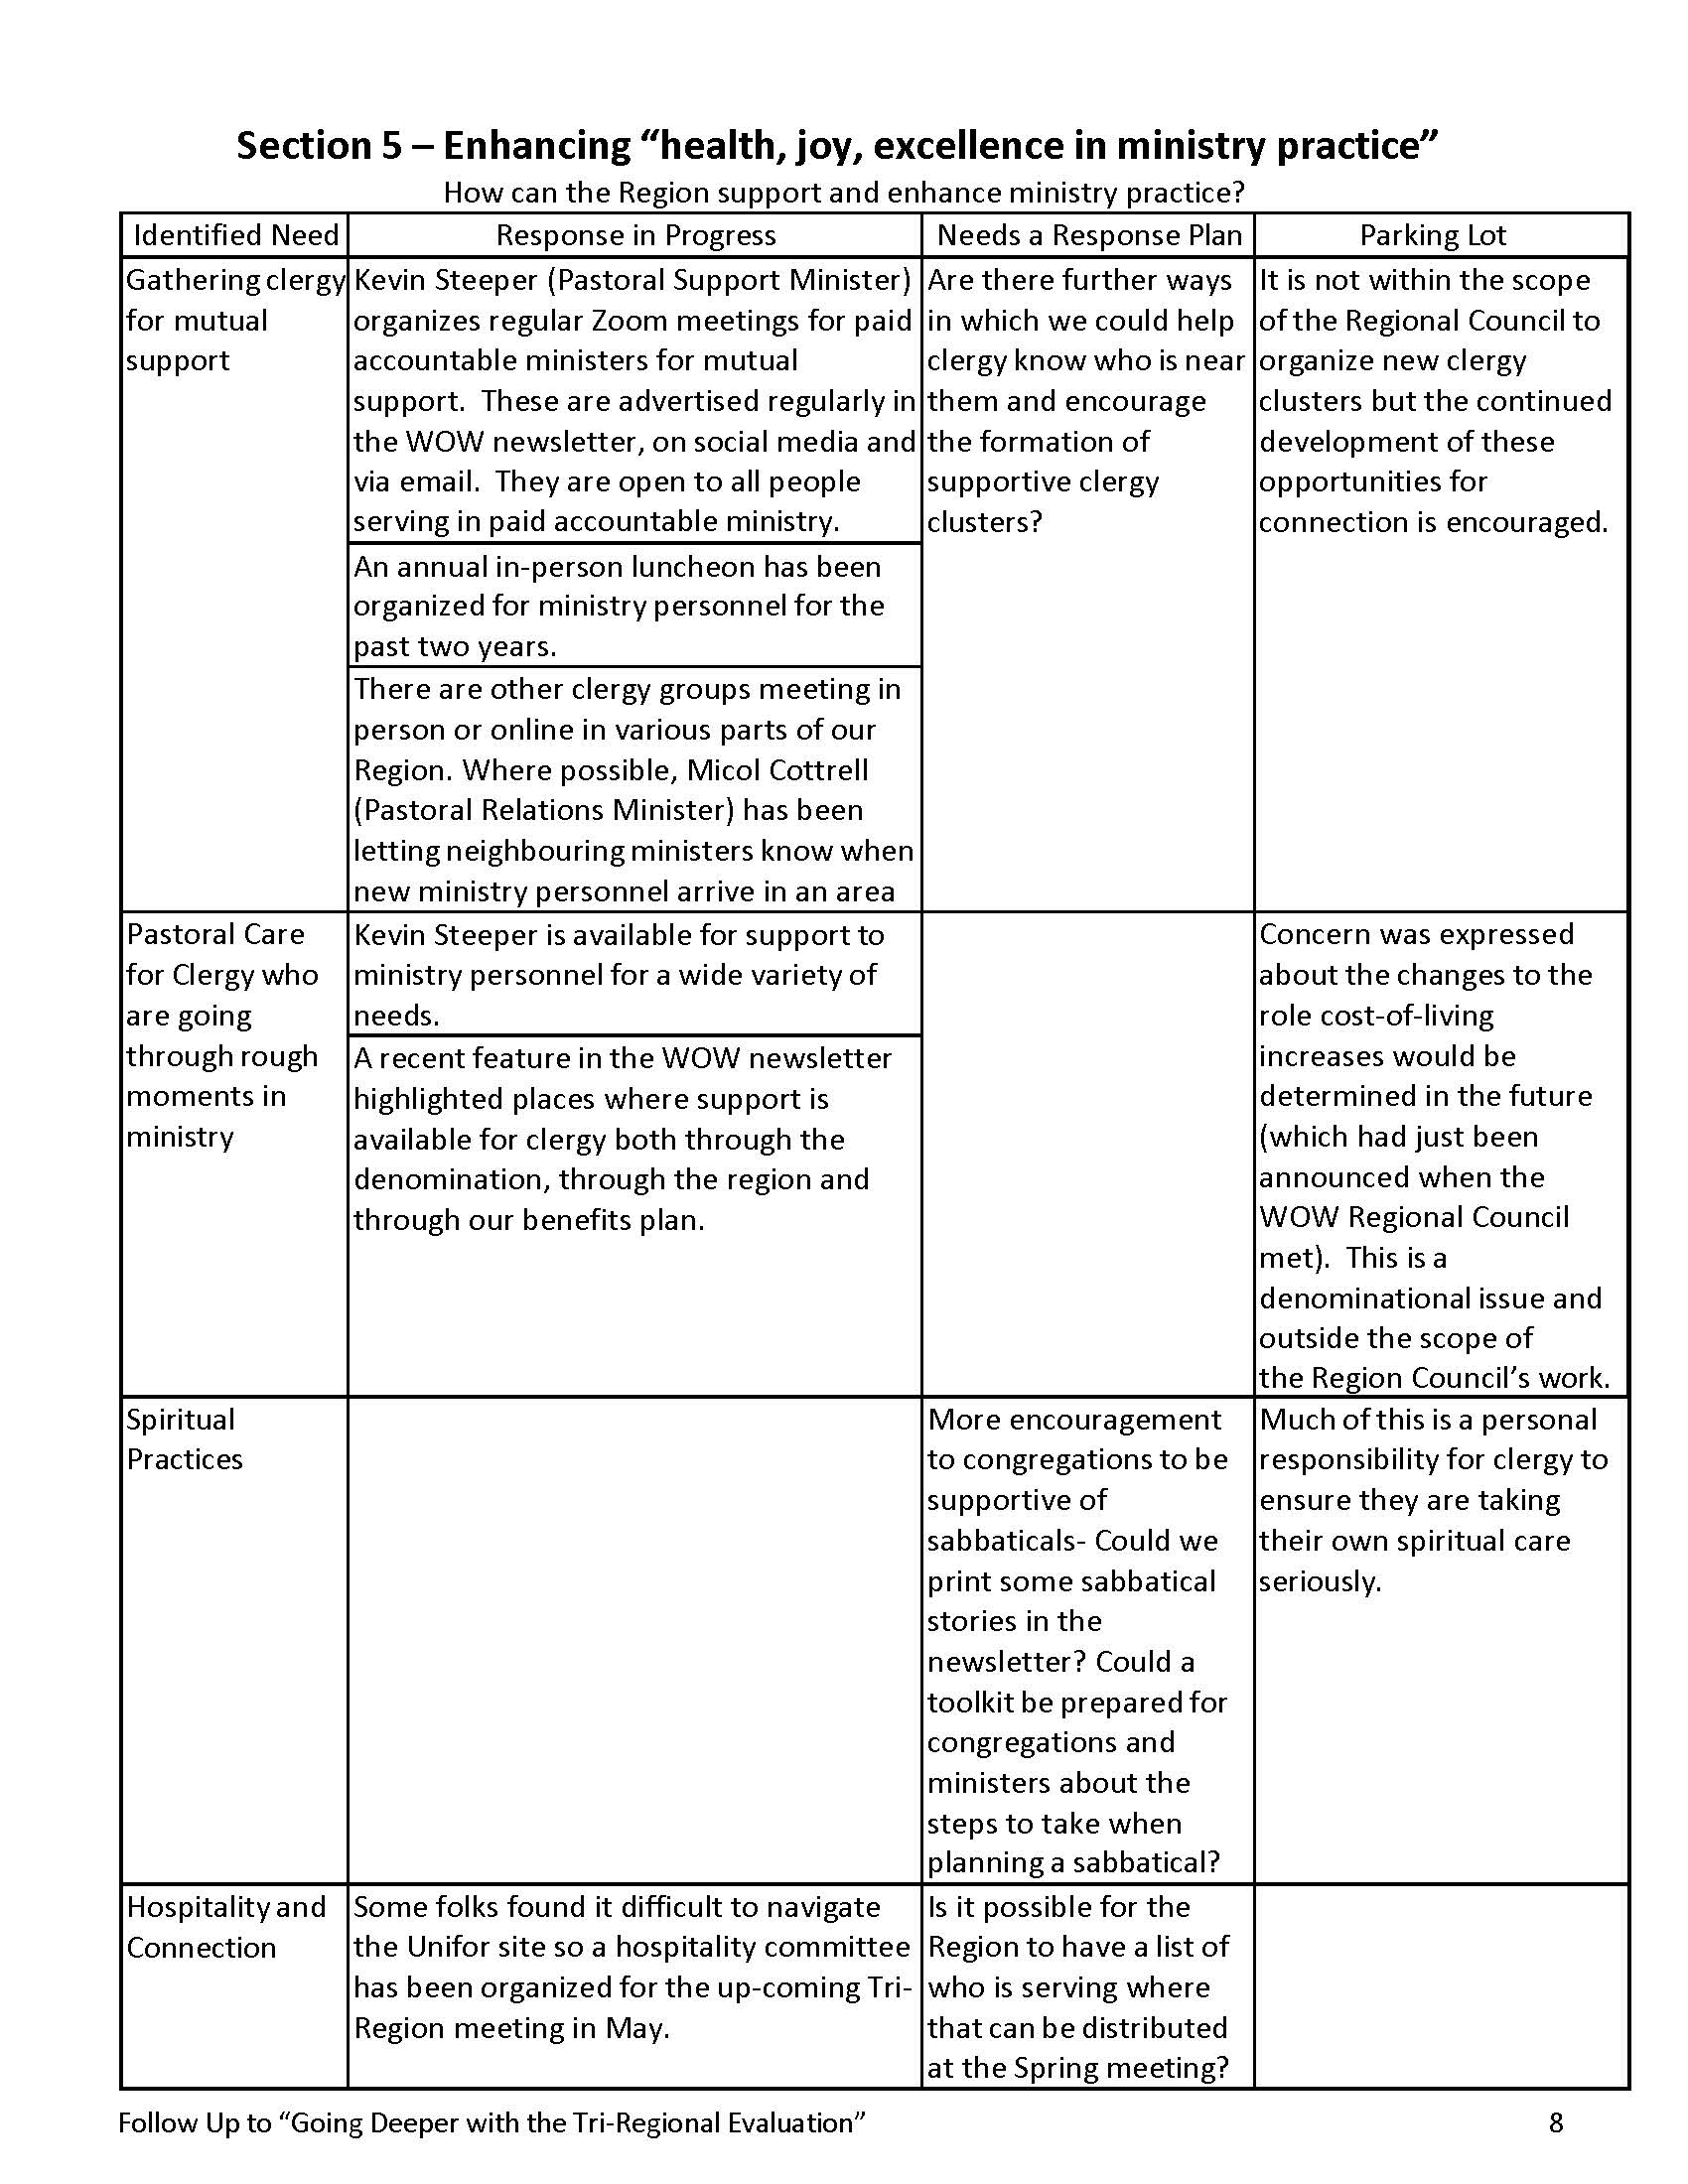 Section 5 – Enhancing “health, joy, excellence in ministry practice”
How can the Region support and enhance ministry practice?
Identified Need
Response in Progress
Needs a Response Plan
Parking Lot
Gathering clergy
for mutual
support
Kevin Steeper (Pastoral Support Minister)
organizes regular Zoom meetings for paid
accountable ministers for mutual
support.  These are advertised regularly in
the WOW newsletter, on social media and
via email.  They are open to all people
serving in paid accountable ministry.
An annual in-person luncheon has been
organized for ministry personnel for the
past two years.
There are other clergy groups meeting in
person or online in various parts of our
Region. Where possible, Micol Cottrell
(Pastoral Relations Minister) has been
letting neighbouring ministers know when
new ministry personnel arrive in an area
Are there further ways
in which we could help
clergy know who is near
them and encourage
the formation of
supportive clergy
clusters?
It is not within the scope
of the Regional Council to
organize new clergy
clusters but the continued
development of these
opportunities for
connection is encouraged.
Pastoral Care
for Clergy who
are going
through rough
moments in
ministry
Kevin Steeper is available for support to
ministry personnel for a wide variety of
needs.
A recent feature in the WOW newsletter
highlighted places where support is
available for clergy both through the
denomination, through the region and
through our benefits plan.
Concern was expressed
about the changes to the
role cost-of-living
increases would be
determined in the future
(which had just been
announced when the
WOW Regional Council
met).  This is a
denominational issue and
outside the scope of
the Region Council’s work.
Spiritual
Practices
More encouragement
to congregations to be
supportive of
sabbaticals- Could we
print some sabbatical
stories in the
newsletter? Could a
toolkit be prepared for
congregations and
ministers about the
steps to take when
planning a sabbatical?
Much of this is a personal
responsibility for clergy to
ensure they are taking
their own spiritual care
seriously.
Hospitality and
Connection
Some folks found it difficult to navigate
the Unifor site so a hospitality committee
has been organized for the up-coming Tri-
Region meeting in May.
Is it possible for the
Region to have a list of
who is serving where
that can be distributed
at the Spring meeting?
Follow Up to “Going Deeper with the Tri-Regional Evaluation”
8